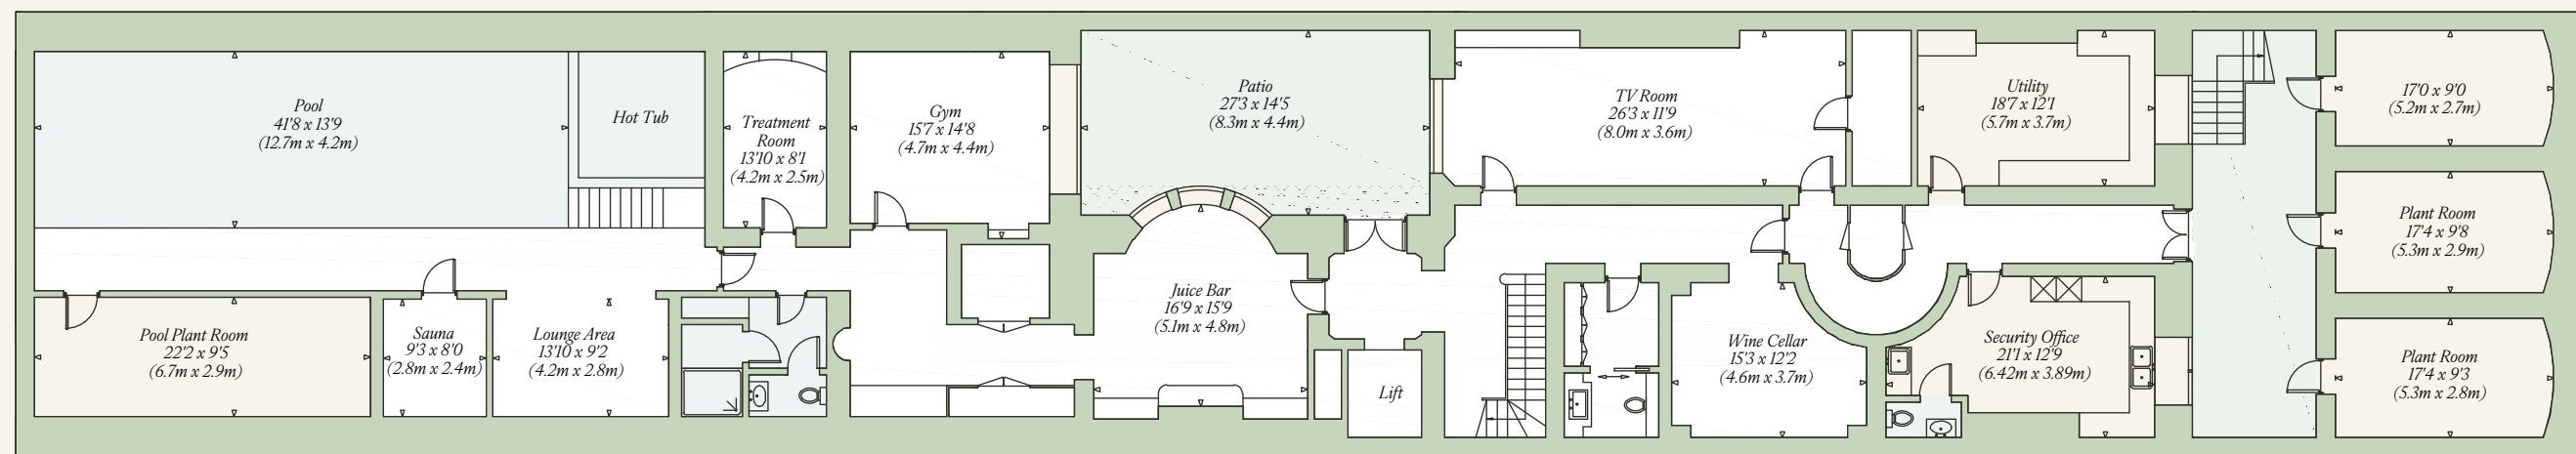 Pool
41'8 x 13'9
(12.7m x 4.2m)
Hot Tub
Treatment
Room
13'10 x 8'1
(4.2m x 2.5m)
Gym
15'7 x 14'8
(4.7m x 4.4m)
Patio
27'3 x 14'5
(8.3m x 4.4m)
TV Room
26'3 x 11'9
(8.0m x 3.6m)
Utility
18'7 x 12'1
(5.7m x 3.7m)
17'0 x 9'0
(5.2m x 2.7m)
Plant Room
17'4 x 9'8
(5.3m x 2.9m)
Pool Plant Room
22'2 x 9'5
(6.7m x 2.9m)
Sauna
9'3 x 8'0
(2.8m x 2.4m)
Lounge Area
13'10 x 9'2
(4.2m x 2.8m)
Juice Bar
16'9 x 15'9
(5.1m x 4.8m)
Lift
Wine Cellar
15'3 x 12'2
(4.6m x 3.7m)
Security Office
21'1 x 12'9
(6.42m x 3.89m)
Plant Room
17'4 x 9'3
(5.3m x 2.8m)